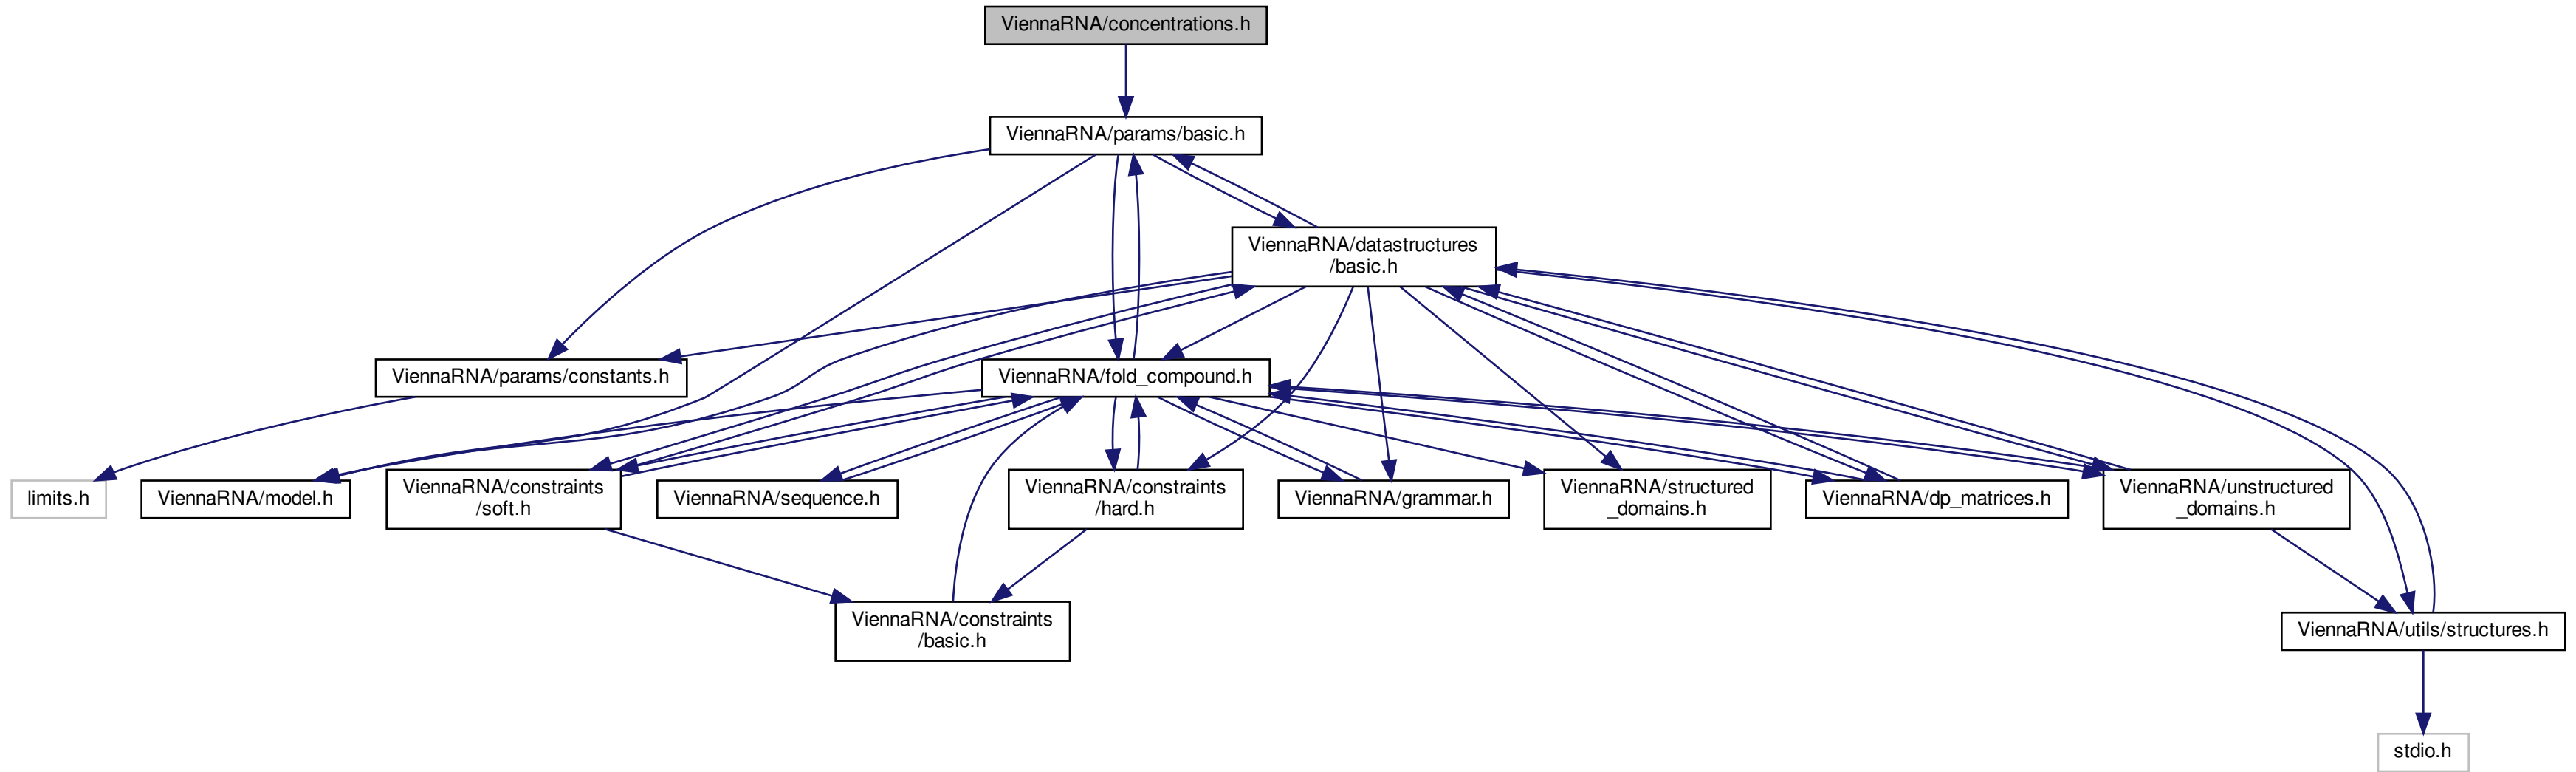 ViennaRNA/concentrations.h
ViennaRNA/params/basic.h
ViennaRNA/datastructures
/basic.h
ViennaRNA/params/constants.h
ViennaRNA/fold_compound.h
limits.h
ViennaRNA/model.h
ViennaRNA/constraints
/soft.h
ViennaRNA/sequence.h
ViennaRNA/constraints
/hard.h
ViennaRNA/grammar.h
ViennaRNA/structured
_domains.h
ViennaRNA/dp_matrices.h
ViennaRNA/unstructured
_domains.h
ViennaRNA/constraints
/basic.h
ViennaRNA/utils/structures.h
stdio.h